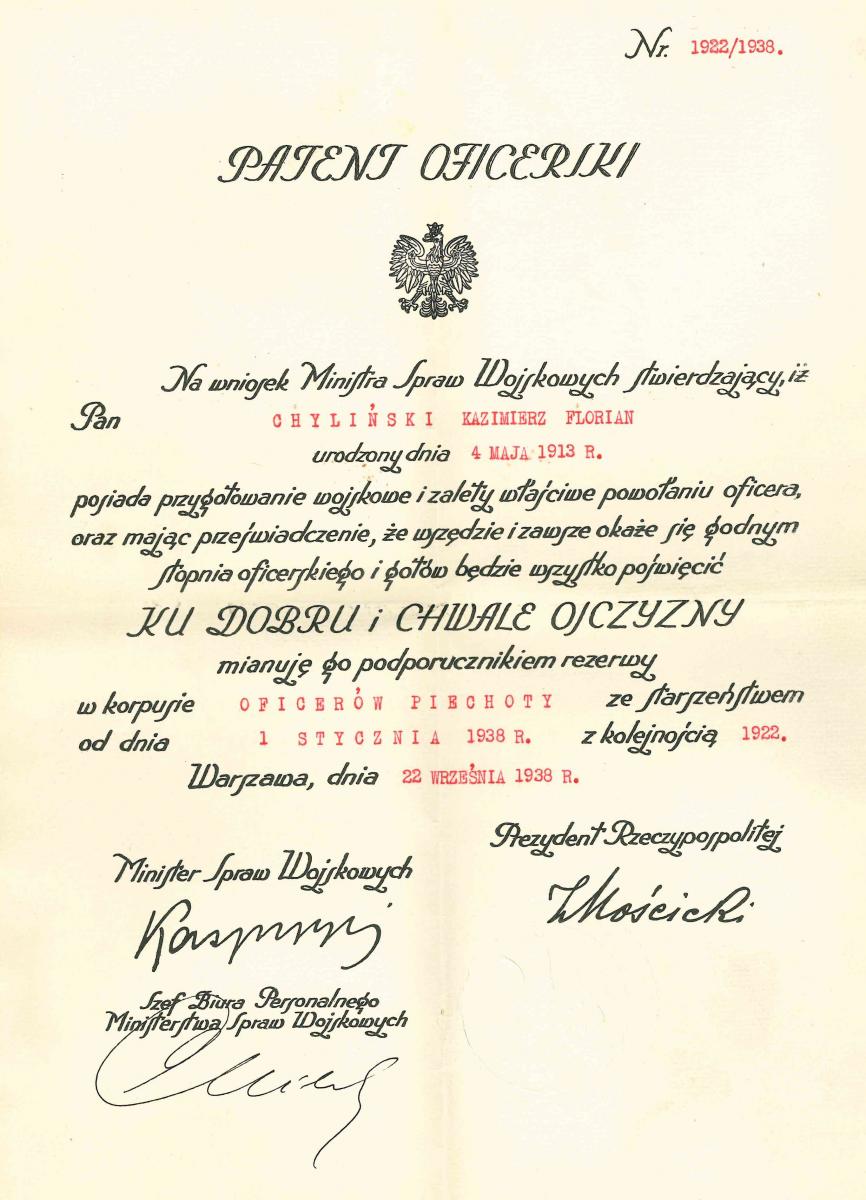 Nr. 1922/1938.
PATENT OFICERSKI
Na wniosek Ministra Spraw Wojskowych stwierdzający, iż
Pan CHYLIŃSKI KAZIMIERZ FLORIAN
urodzony dnia 4 MAJA 1913 R.
posiada przygotowanie wojskowe i zalety właściwe powołaniu oficera,
oraz mając przeświadczenie, że wszędzie i zawsze okaże się godnym
stopnia oficerskiego i gotów będzie wszystko poświęcić
KU DOBRU i CHWALE OJCZYZNY
mianuję go podporucznikiem rezerwy
w korpusie OFICERÓW PIECHOTY ze starszeństwem
od dnia 1 STYCZNIA 1938 R. z kolejnością 1922.
Warszawa, dnia 22 WRZEŚNIA 1938 R.
Prezydent Rzeczypospolitej
IMościcki
Minister Spraw Wojskowych
Kasprzycki
Szef Biura Personalnego
Ministerstwa Spraw Wojskowych